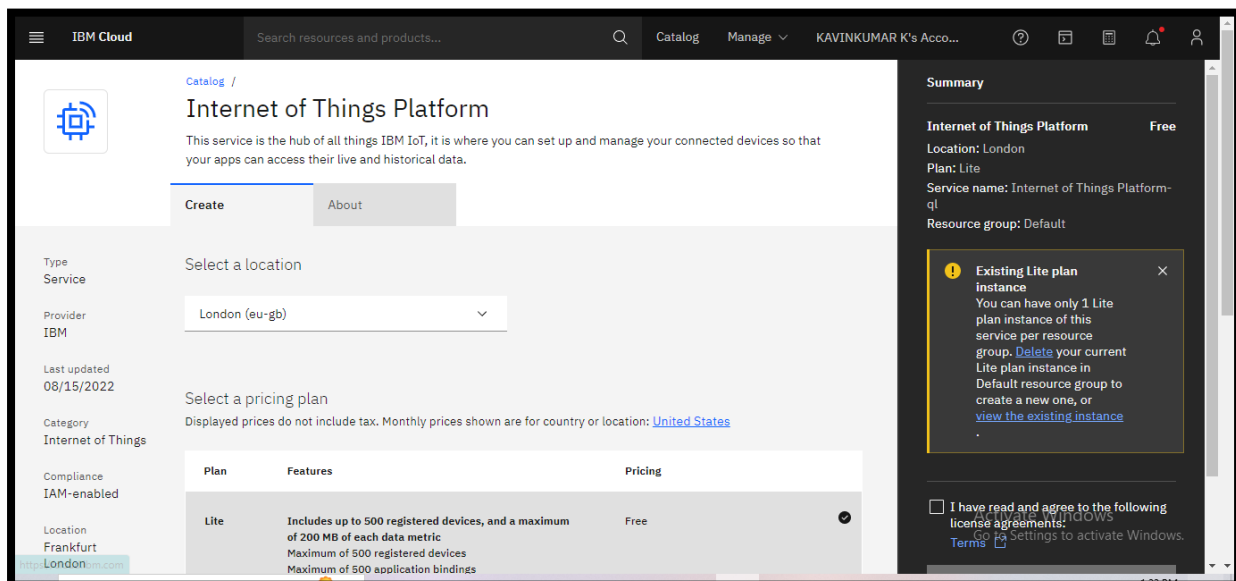 IBM Cloud
Search resources and products...
Catalog
Manage
KAVINKUMAR K's Acco...
Catalog /
Internet of Things Platform
This service is the hub of all things IBM IoT, it is where you can set up and manage your connected devices so that
your apps can access their live and historical data.
Create
About
Type
Service
Provider
IBM
Last updated
08/15/2022
Category
Internet of Things
Compliance
IAM-enabled
Location
Frankfurt
London
Select a location
London (eu-gb)
Select a pricing plan
Displayed prices do not include tax. Monthly prices shown are for country or location: United States
Plan
Features
Pricing
Lite
Includes up to 500 registered devices, and a maximum
of 200 MB of each data metric
Maximum of 500 registered devices
Maximum of 500 application bindings
Free
Summary
Internet of Things Platform Free
Location: London
Plan: Lite
Service name: Internet of Things Platform-
ql
Resource group: Default
Existing Lite plan
instance
You can have only 1 Lite
plan instance of this
service per resource
group. Delete your current
Lite plan instance in
Default resource group to
create a new one, or
view the existing instance
.
I have read and agree to the following
license agreements:
Terms
Activate Windows
Go to Settings to activate Windows.